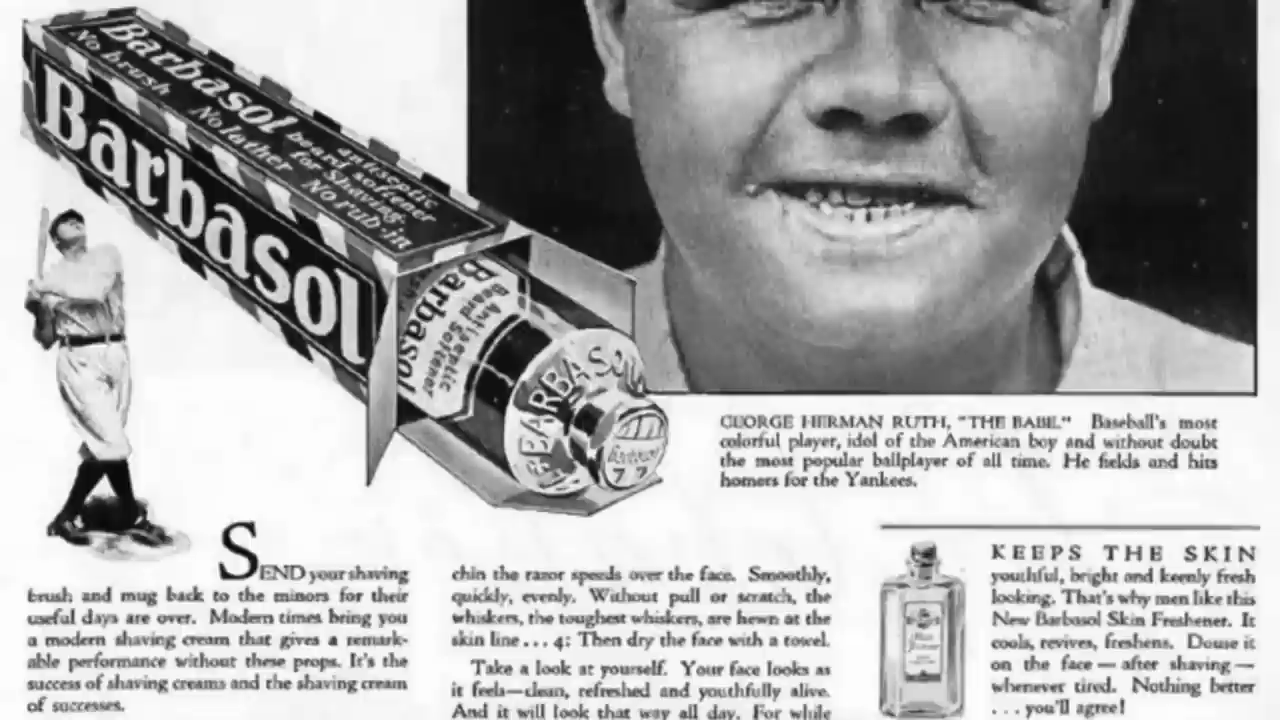 Barbasol
antiseptic
beard softener
for Shaving-
No brush No lather No rub-in
Barbasol
Barbasol
Antiseptic
Beard Softener
BARBASOL
Barbasol
77
GEORGE HERMAN RUTH, "THE BABE." Baseball's most
colorful player, idol of the American boy and without doubt
the most popular ballplayer of all time. He fields and hits
homers for the Yankees.
SEND your shaving
brush and mug back to the minors for their
useful days are over. Modern times bring you
a modern shaving cream that gives a remark-
able performance without these props. It's the
success of shaving creams and the shaving cream
of successes.
chin the razor speeds over the face. Smoothly,
quickly, evenly. Without pull or scratch, the
whiskers, the toughest whiskers, are hewn at the
skin line . . . 4: Then dry the face with a towel.
Take a look at yourself. Your face looks as
it feels—clean, refreshed and youthfully alive.
And it will look that way all day. For while
KEEPS THE SKIN
youthful, bright and keenly fresh
looking. That's why men like this
New Barbasol Skin Freshener. It
cools, revives, freshens. Douse it
on the face — after shaving —
whenever tired. Nothing better
. . . you'll agree!